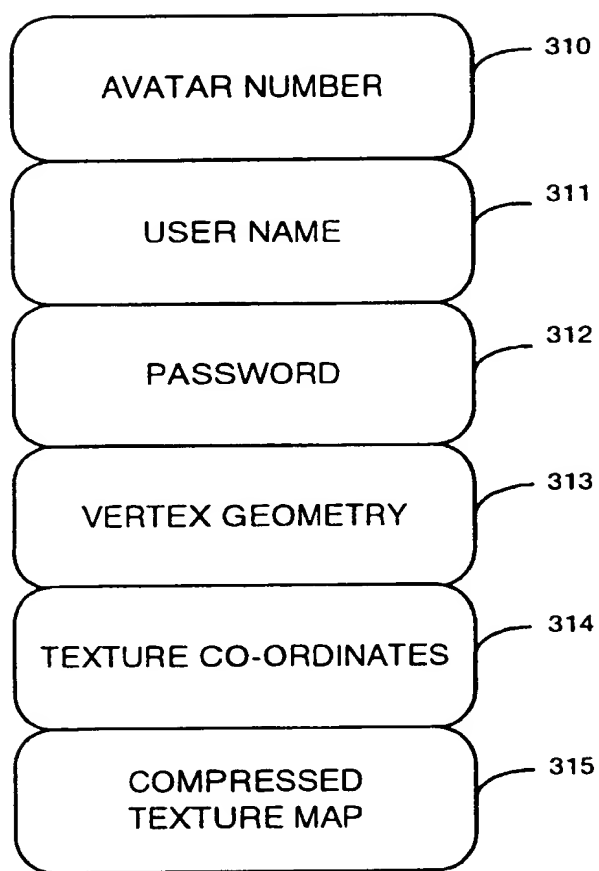 AVATAR NUMBER
310
USER NAME
311
PASSWORD
312
VERTEX GEOMETRY
313
TEXTURE CO-ORDINATES
314
COMPRESSED
TEXTURE MAP
315